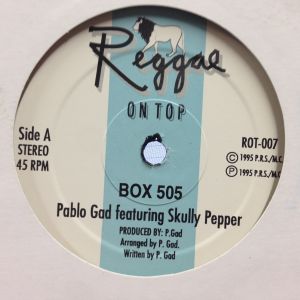 Reggae
ON TOP
Side A
STEREO
45 RPM
ROT-007
Ⓒ 1995 P.R.S./M.C.
Ⓟ 1995 P.R.S./M.C
BOX 505
Pablo Gad featuring Skully Pepper
PRODUCED BY: P.Gad
Arranged by P. Gad.
Written by P. Gad